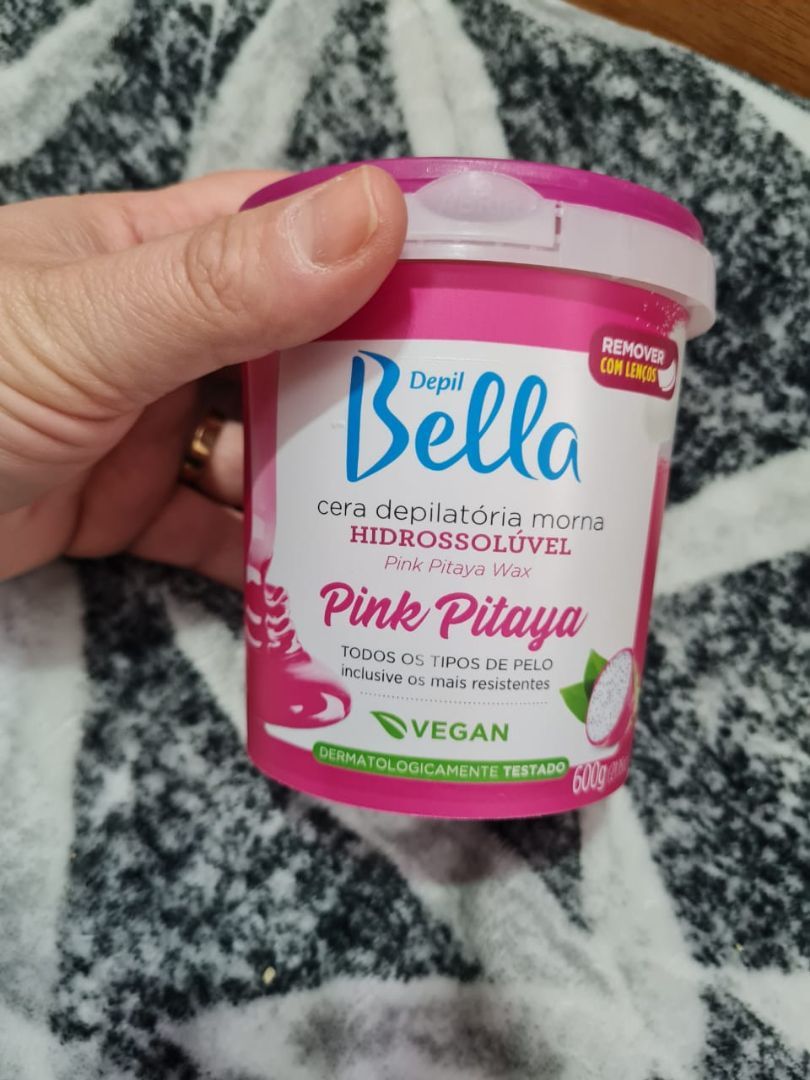 REMOVER
COM LENÇOS
Depil
Bella
cera depilatória morna
HIDROSSOLÚVEL
Pink Pitaya Wax
Pink Pitaya
TODOS OS TIPOS DE PELO
inclusive os mais resistentes
VEGAN
DERMATOLOGICAMENTE TESTADO
600g